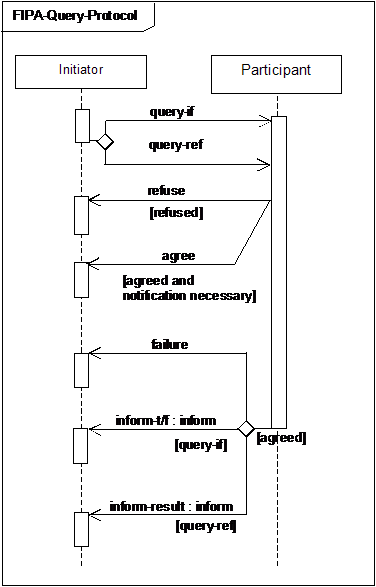 FIPA-Query-Protocol
Initiator
Participant
query-if
query-ref
refuse
[refused]
agree
[agreed and
notification necessary]
failure
inform-t/f : inform
[query-if]
[agreed]
inform-result : inform
[query-ref]